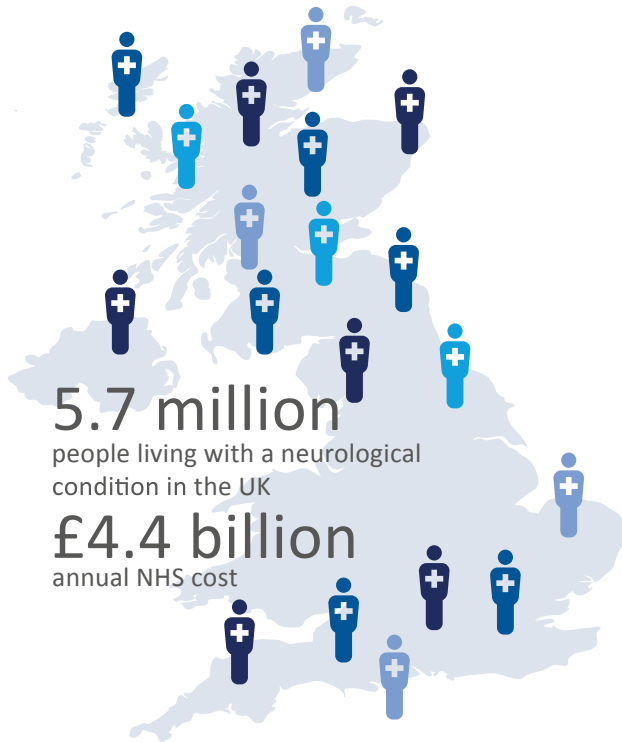 5.7 million
people living with a neurological
condition in the UK
£4.4 billion
annual NHS cost